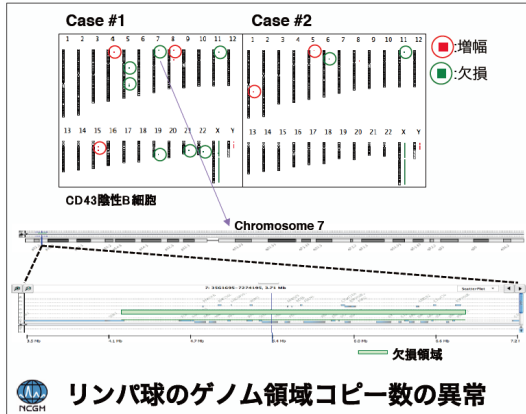 Case #1
Case #2
1 2 3 4 5 6 7 8 9 10 11 12
1 2 3 4 5 6 7 8 9 10 11 12
:増幅
:欠損
13 14 15 16 17 18 19 20 21 22 X Y
13 14 15 16 17 18 19 20 21 22 X Y
CD43陰性B細胞
Chromosome 7
欠損領域
NCGM
リンパ球のゲノム領域コピー数の異常